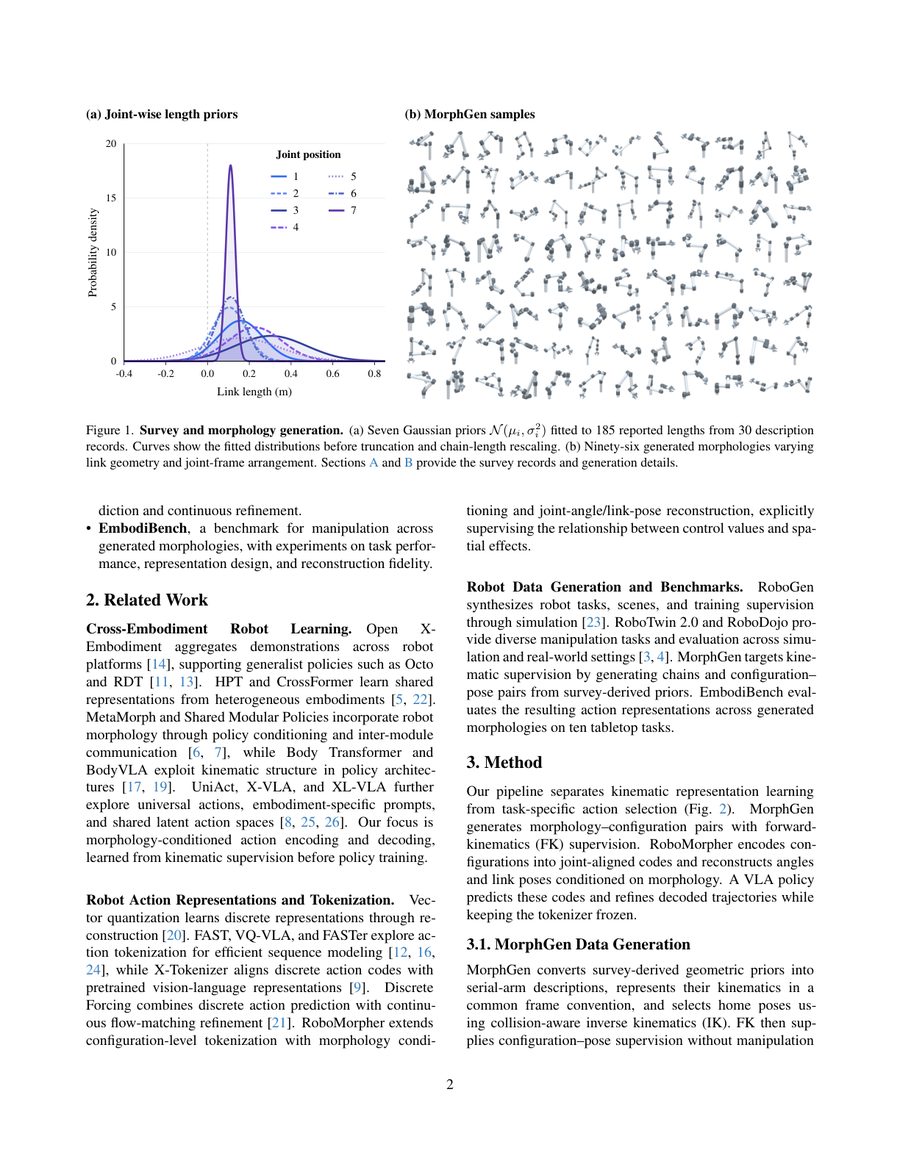 (a) Joint-wise length priors
20
15
10
5
0
Probability density
-0.4 -0.2 0.0 0.2 0.4 0.6 0.8
Link length (m)
Joint position
1 5
2 6
3 7
4
(b) MorphGen samples
Figure 1. Survey and morphology generation. (a) Seven Gaussian priors N(μᵢ, σᵢ²) fitted to 185 reported lengths from 30 description
records. Curves show the fitted distributions before truncation and chain-length rescaling. (b) Ninety-six generated morphologies varying
link geometry and joint-frame arrangement. Sections A and B provide the survey records and generation details.
diction and continuous refinement.
• EmbodiBench, a benchmark for manipulation across
generated morphologies, with experiments on task perfor-
mance, representation design, and reconstruction fidelity.
2. Related Work
Cross-Embodiment Robot Learning. Open X-
Embodiment aggregates demonstrations across robot
platforms [14], supporting generalist policies such as Octo
and RDT [11, 13]. HPT and CrossFormer learn shared
representations from heterogeneous embodiments [5, 22].
MetaMorph and Shared Modular Policies incorporate robot
morphology through policy conditioning and inter-module
communication [6, 7], while Body Transformer and
BodyVLA exploit kinematic structure in policy architec-
tures [17, 19]. UniAct, X-VLA, and XL-VLA further
explore universal actions, embodiment-specific prompts,
and shared latent action spaces [8, 25, 26]. Our focus is
morphology-conditioned action encoding and decoding,
learned from kinematic supervision before policy training.
Robot Action Representations and Tokenization. Vec-
tor quantization learns discrete representations through re-
construction [20]. FAST, VQ-VLA, and FASTer explore ac-
tion tokenization for efficient sequence modeling [12, 16,
24], while X-Tokenizer aligns discrete action codes with
pretrained vision-language representations [9]. Discrete
Forcing combines discrete action prediction with continu-
ous flow-matching refinement [21]. RoboMorpher extends
configuration-level tokenization with morphology condi-
tioning and joint-angle/link-pose reconstruction, explicitly
supervising the relationship between control values and spa-
tial effects.
Robot Data Generation and Benchmarks. RoboGen
synthesizes robot tasks, scenes, and training supervision
through simulation [23]. RoboTwin 2.0 and RoboDojo pro-
vide diverse manipulation tasks and evaluation across simu-
lation and real-world settings [3, 4]. MorphGen targets kine-
matic supervision by generating chains and configuration–
pose pairs from survey-derived priors. EmbodiBench eval-
uates the resulting action representations across generated
morphologies on ten tabletop tasks.
3. Method
Our pipeline separates kinematic representation learning
from task-specific action selection (Fig. 2). MorphGen
generates morphology–configuration pairs with forward-
kinematics (FK) supervision. RoboMorpher encodes con-
figurations into joint-aligned codes and reconstructs angles
and link poses conditioned on morphology. A VLA policy
predicts these codes and refines decoded trajectories while
keeping the tokenizer frozen.
3.1. MorphGen Data Generation
MorphGen converts survey-derived geometric priors into
serial-arm descriptions, represents their kinematics in a
common frame convention, and selects home poses us-
ing collision-aware inverse kinematics (IK). FK then sup-
plies configuration–pose supervision without manipulation
2